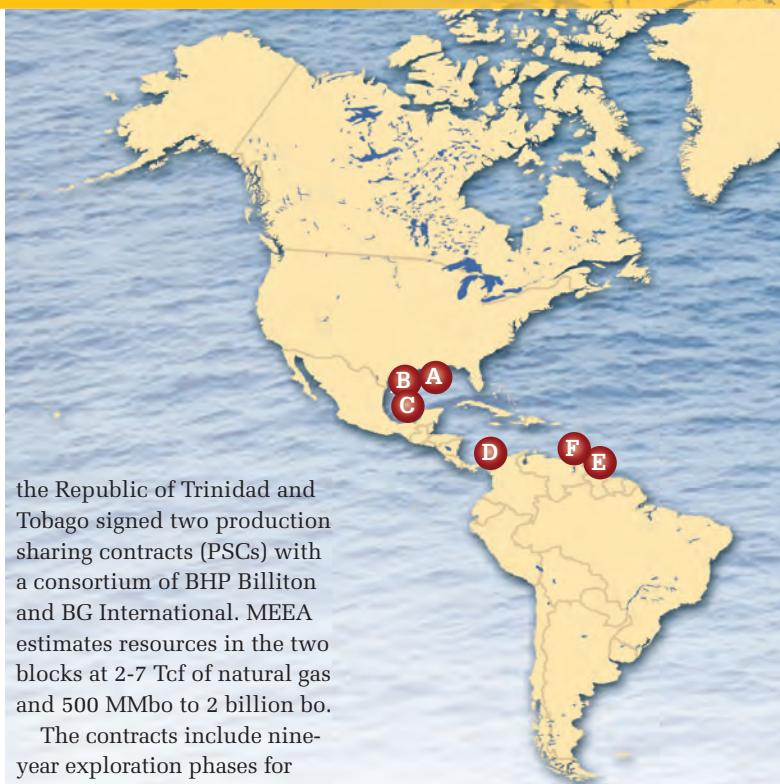 B A
C
D
F
E
the Republic of Trinidad and
Tobago signed two production
sharing contracts (PSCs) with
a consortium of BHP Billiton
and BG International. MEEA
estimates resources in the two
blocks at 2-7 Tcf of natural gas
and 500 MMbo to 2 billion bo.
The contracts include nine-
year exploration phases for